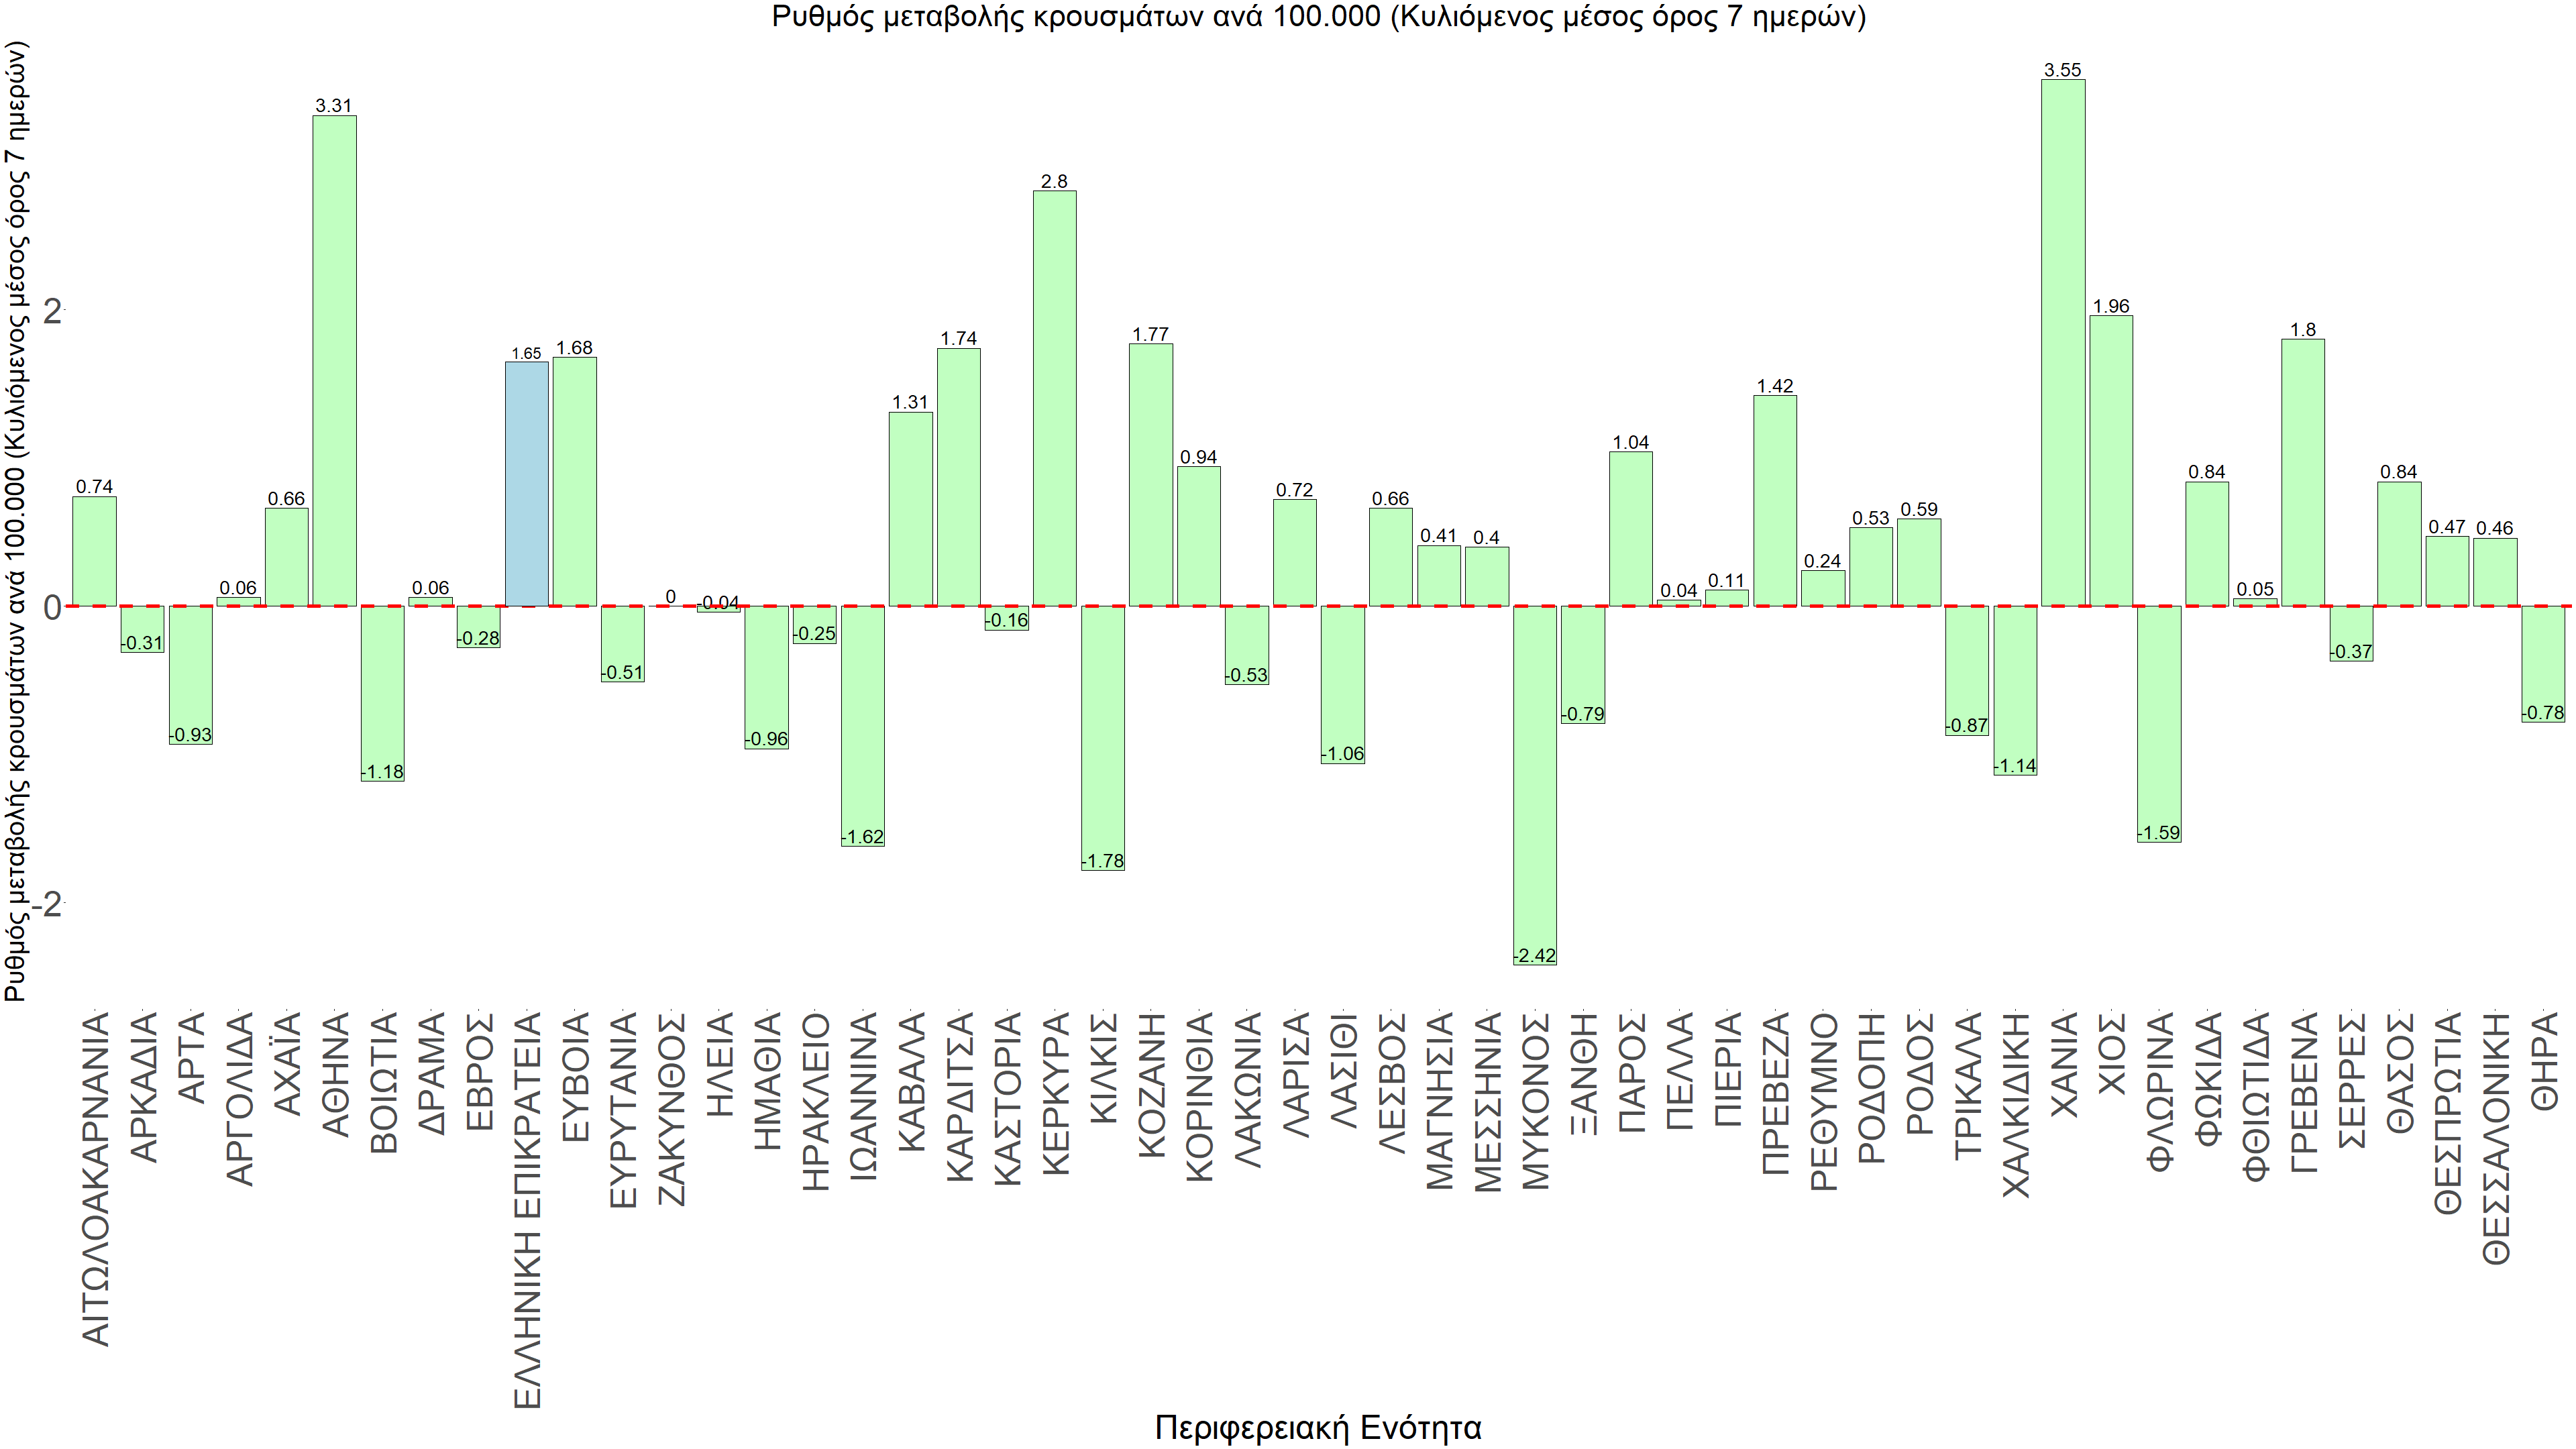 Ρυθμός μεταβολής κρουσμάτων ανά 100.000 (Κυλιόμενος μέσος όρος 7 ημερών)
Ρυθμός μεταβολής κρουσμάτων ανά 100.000 (Κυλιόμενος μέσος όρος 7 ημερών)
2
0
-2
0.74
-0.31
-0.93
0.06
0.66
3.31
-1.18
0.06
-0.28
1.65
1.68
-0.51
0
-0.04
-0.96
-0.25
-1.62
1.31
1.74
-0.16
2.8
-1.78
1.77
0.94
-0.53
0.72
-1.06
0.66
0.41
0.4
-2.42
-0.79
1.04
0.04
0.11
1.42
0.24
0.53
0.59
-0.87
-1.14
3.55
1.96
-1.59
0.84
0.05
1.8
-0.37
0.84
0.47
0.46
-0.78
ΑΙΤΩΛΟΑΚΑΡΝΑΝΙΑ
ΑΡΚΑΔΙΑ
ΑΡΤΑ
ΑΡΓΟΛΙΔΑ
ΑΧΑΪΑ
ΑΘΗΝΑ
ΒΟΙΩΤΙΑ
ΔΡΑΜΑ
ΕΒΡΟΣ
ΕΛΛΗΝΙΚΗ ΕΠΙΚΡΑΤΕΙΑ
ΕΥΒΟΙΑ
ΕΥΡΥΤΑΝΙΑ
ΖΑΚΥΝΘΟΣ
ΗΛΕΙΑ
ΗΜΑΘΙΑ
ΗΡΑΚΛΕΙΟ
ΙΩΑΝΝΙΝΑ
ΚΑΒΑΛΑ
ΚΑΡΔΙΤΣΑ
ΚΑΣΤΟΡΙΑ
ΚΕΡΚΥΡΑ
ΚΙΛΚΙΣ
ΚΟΖΑΝΗ
ΚΟΡΙΝΘΙΑ
ΛΑΚΩΝΙΑ
ΛΑΡΙΣΑ
ΛΑΣΙΘΙ
ΛΕΣΒΟΣ
ΜΑΓΝΗΣΙΑ
ΜΕΣΣΗΝΙΑ
ΜΥΚΟΝΟΣ
ΞΑΝΘΗ
ΠΑΡΟΣ
ΠΕΛΛΑ
ΠΙΕΡΙΑ
ΠΡΕΒΕΖΑ
ΡΕΘΥΜΝΟ
ΡΟΔΟΠΗ
ΡΟΔΟΣ
ΤΡΙΚΑΛΑ
ΧΑΛΚΙΔΙΚΗ
ΧΑΝΙΑ
ΧΙΟΣ
ΦΛΩΡΙΝΑ
ΦΩΚΙΔΑ
ΦΘΙΩΤΙΔΑ
ΓΡΕΒΕΝΑ
ΣΕΡΡΕΣ
ΘΑΣΟΣ
ΘΕΣΠΡΩΤΙΑ
ΘΕΣΣΑΛΟΝΙΚΗ
ΘΗΡΑ
Περιφερειακή Ενότητα